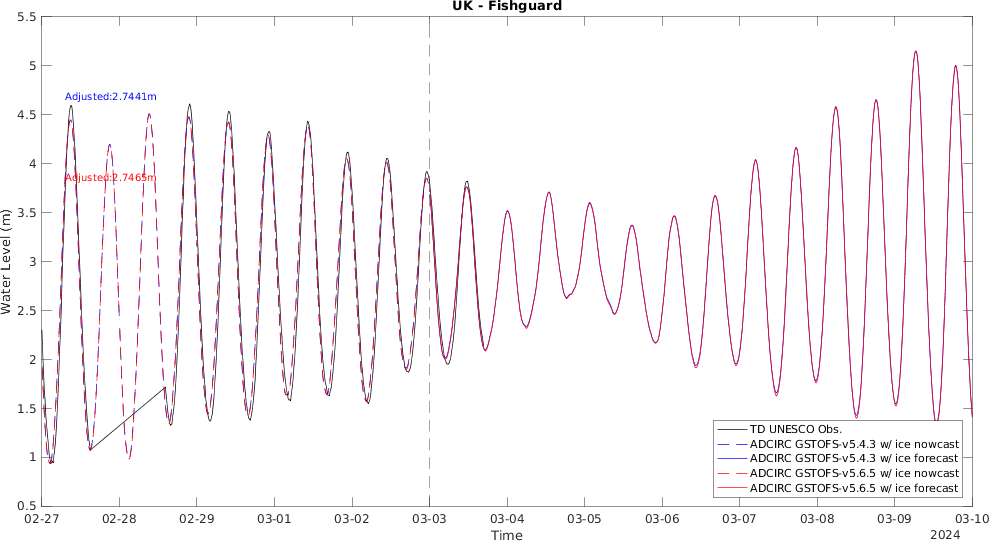 UK - Fishguard
5.5
5
4.5
4
3.5
3
2.5
2
1.5
1
0.5
Water Level (m)
Adjusted:2.7441m
Adjusted:2.7465m
TD UNESCO Obs.
ADCIRC GSTOFS-v5.4.3 w/ ice nowcast
ADCIRC GSTOFS-v5.4.3 w/ ice forecast
ADCIRC GSTOFS-v5.6.5 w/ ice nowcast
ADCIRC GSTOFS-v5.6.5 w/ ice forecast
02-27 02-28 02-29 03-01 03-02 03-03 03-04 03-05 03-06 03-07 03-08 03-09 03-10
Time
2024